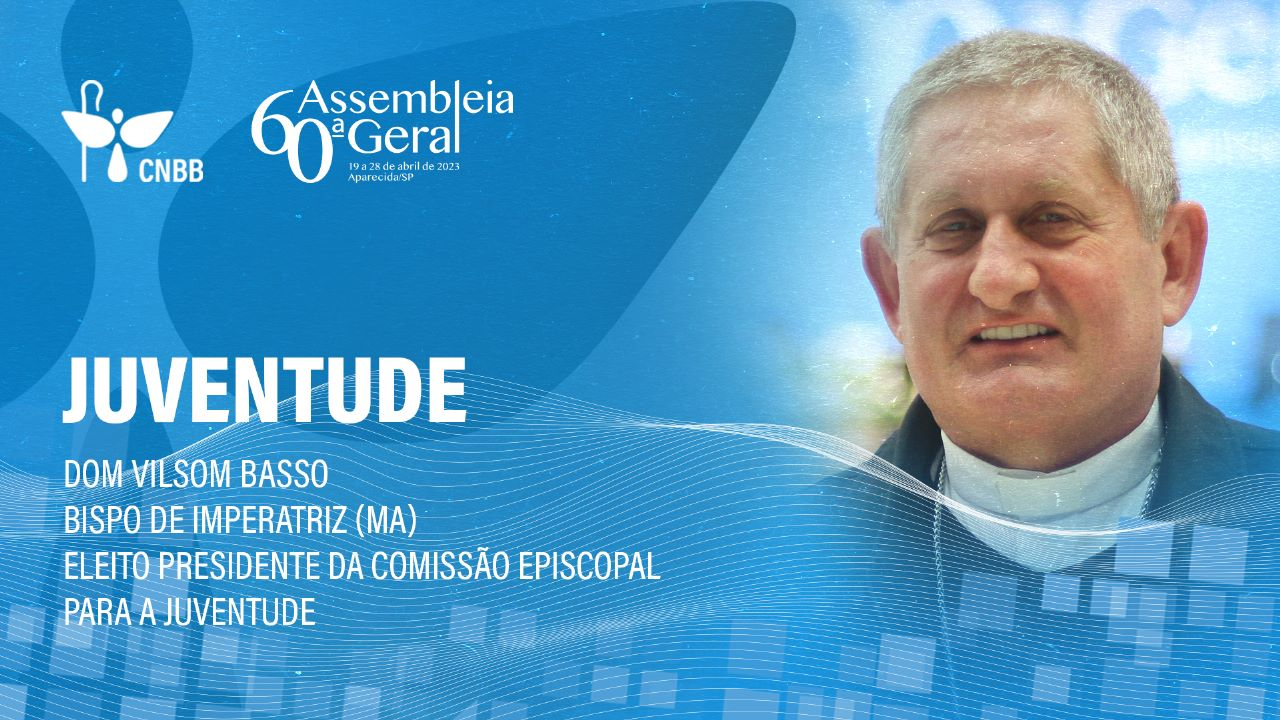 CNBB
60ª Assembleia Geral
19 a 28 de abril de 2023
Aparecida/SP
JUVENTUDE
DOM VILSOM BASSO
BISPO DE IMPERATRIZ (MA)
ELEITO PRESIDENTE DA COMISSÃO EPISCOPAL
PARA A JUVENTUDE